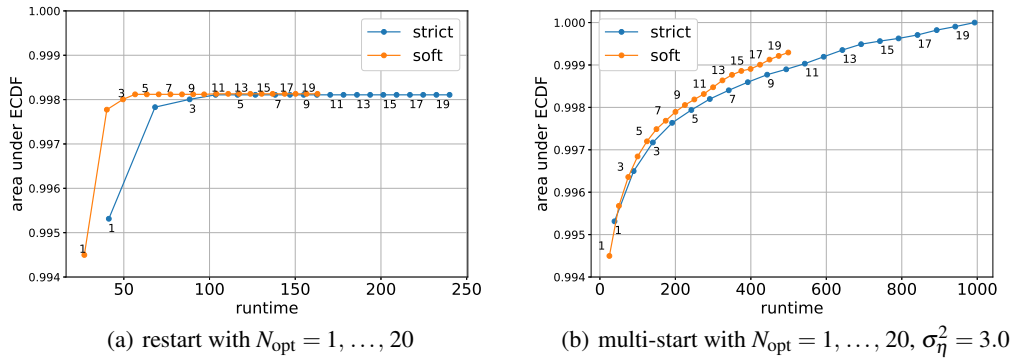 1.000
0.999
0.998
0.997
0.996
0.995
0.994
area under ECDF
strict
soft
1 3 5 7 9 11 13 15 17 19
1 3 5 7 9 11 13 15 17 19
50 100 150 200 250
runtime
(a) restart with N_opt = 1, …, 20
1.000
0.999
0.998
0.997
0.996
0.995
0.994
area under ECDF
strict
soft
1 3 5 7 9 11 13 15 17 19
1 3 5 7 9 11 13 15 17 19
0 200 400 600 800 1000
runtime
(b) multi-start with N_opt = 1, …, 20, σ_η^2 = 3.0